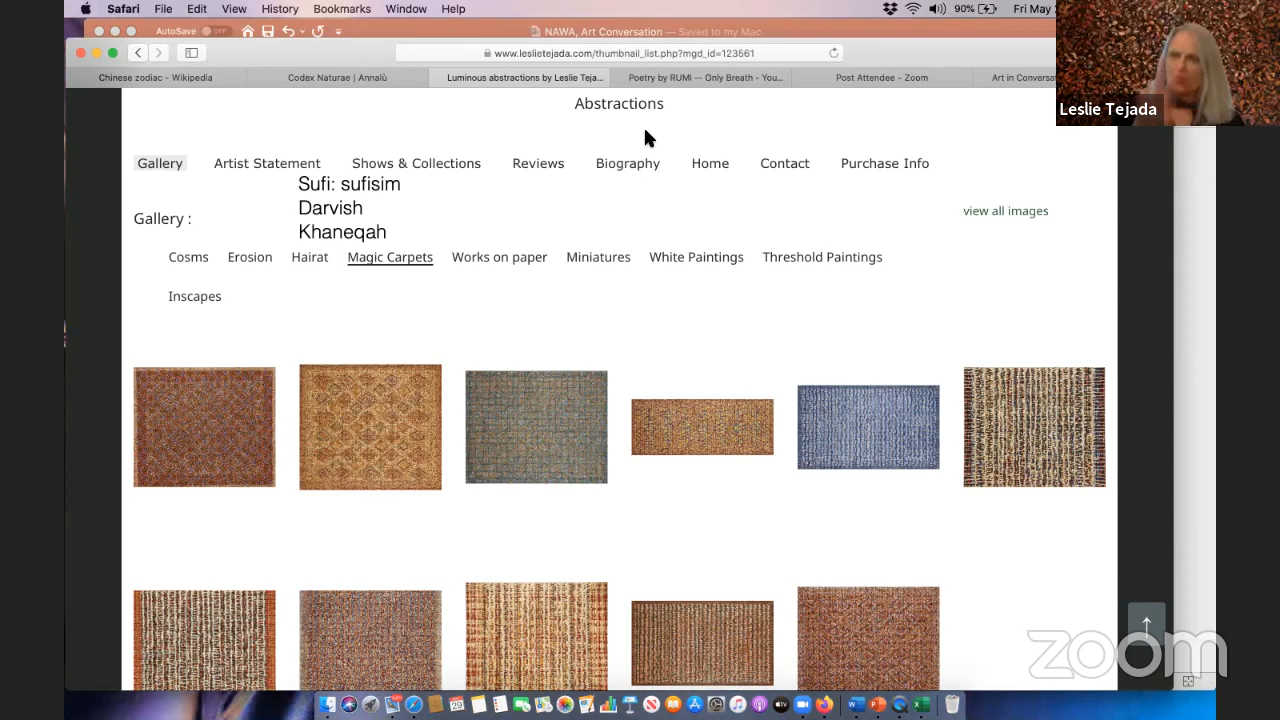 Safari File Edit View History Bookmarks Window Help 90% Fri May
AutoSave OFF NAWA, Art Conversation — Saved to my Mac
www.leslietejada.com/thumbnail_list.php?mgd_id=123561
Chinese zodiac - Wikipedia Codex Naturae | Annalù Luminous abstractions by Leslie Teja... Poetry by RUMI -- Only Breath - You... Post Attendee - Zoom Art in Conversa
Leslie Tejada
Abstractions
Gallery Artist Statement Shows & Collections Reviews Biography Home Contact Purchase Info
Sufi: sufisim
Darvish
Khaneqah
Gallery : view all images
Cosms Erosion Hairat Magic Carpets Works on paper Miniatures White Paintings Threshold Paintings
Inscapes
zoom
29